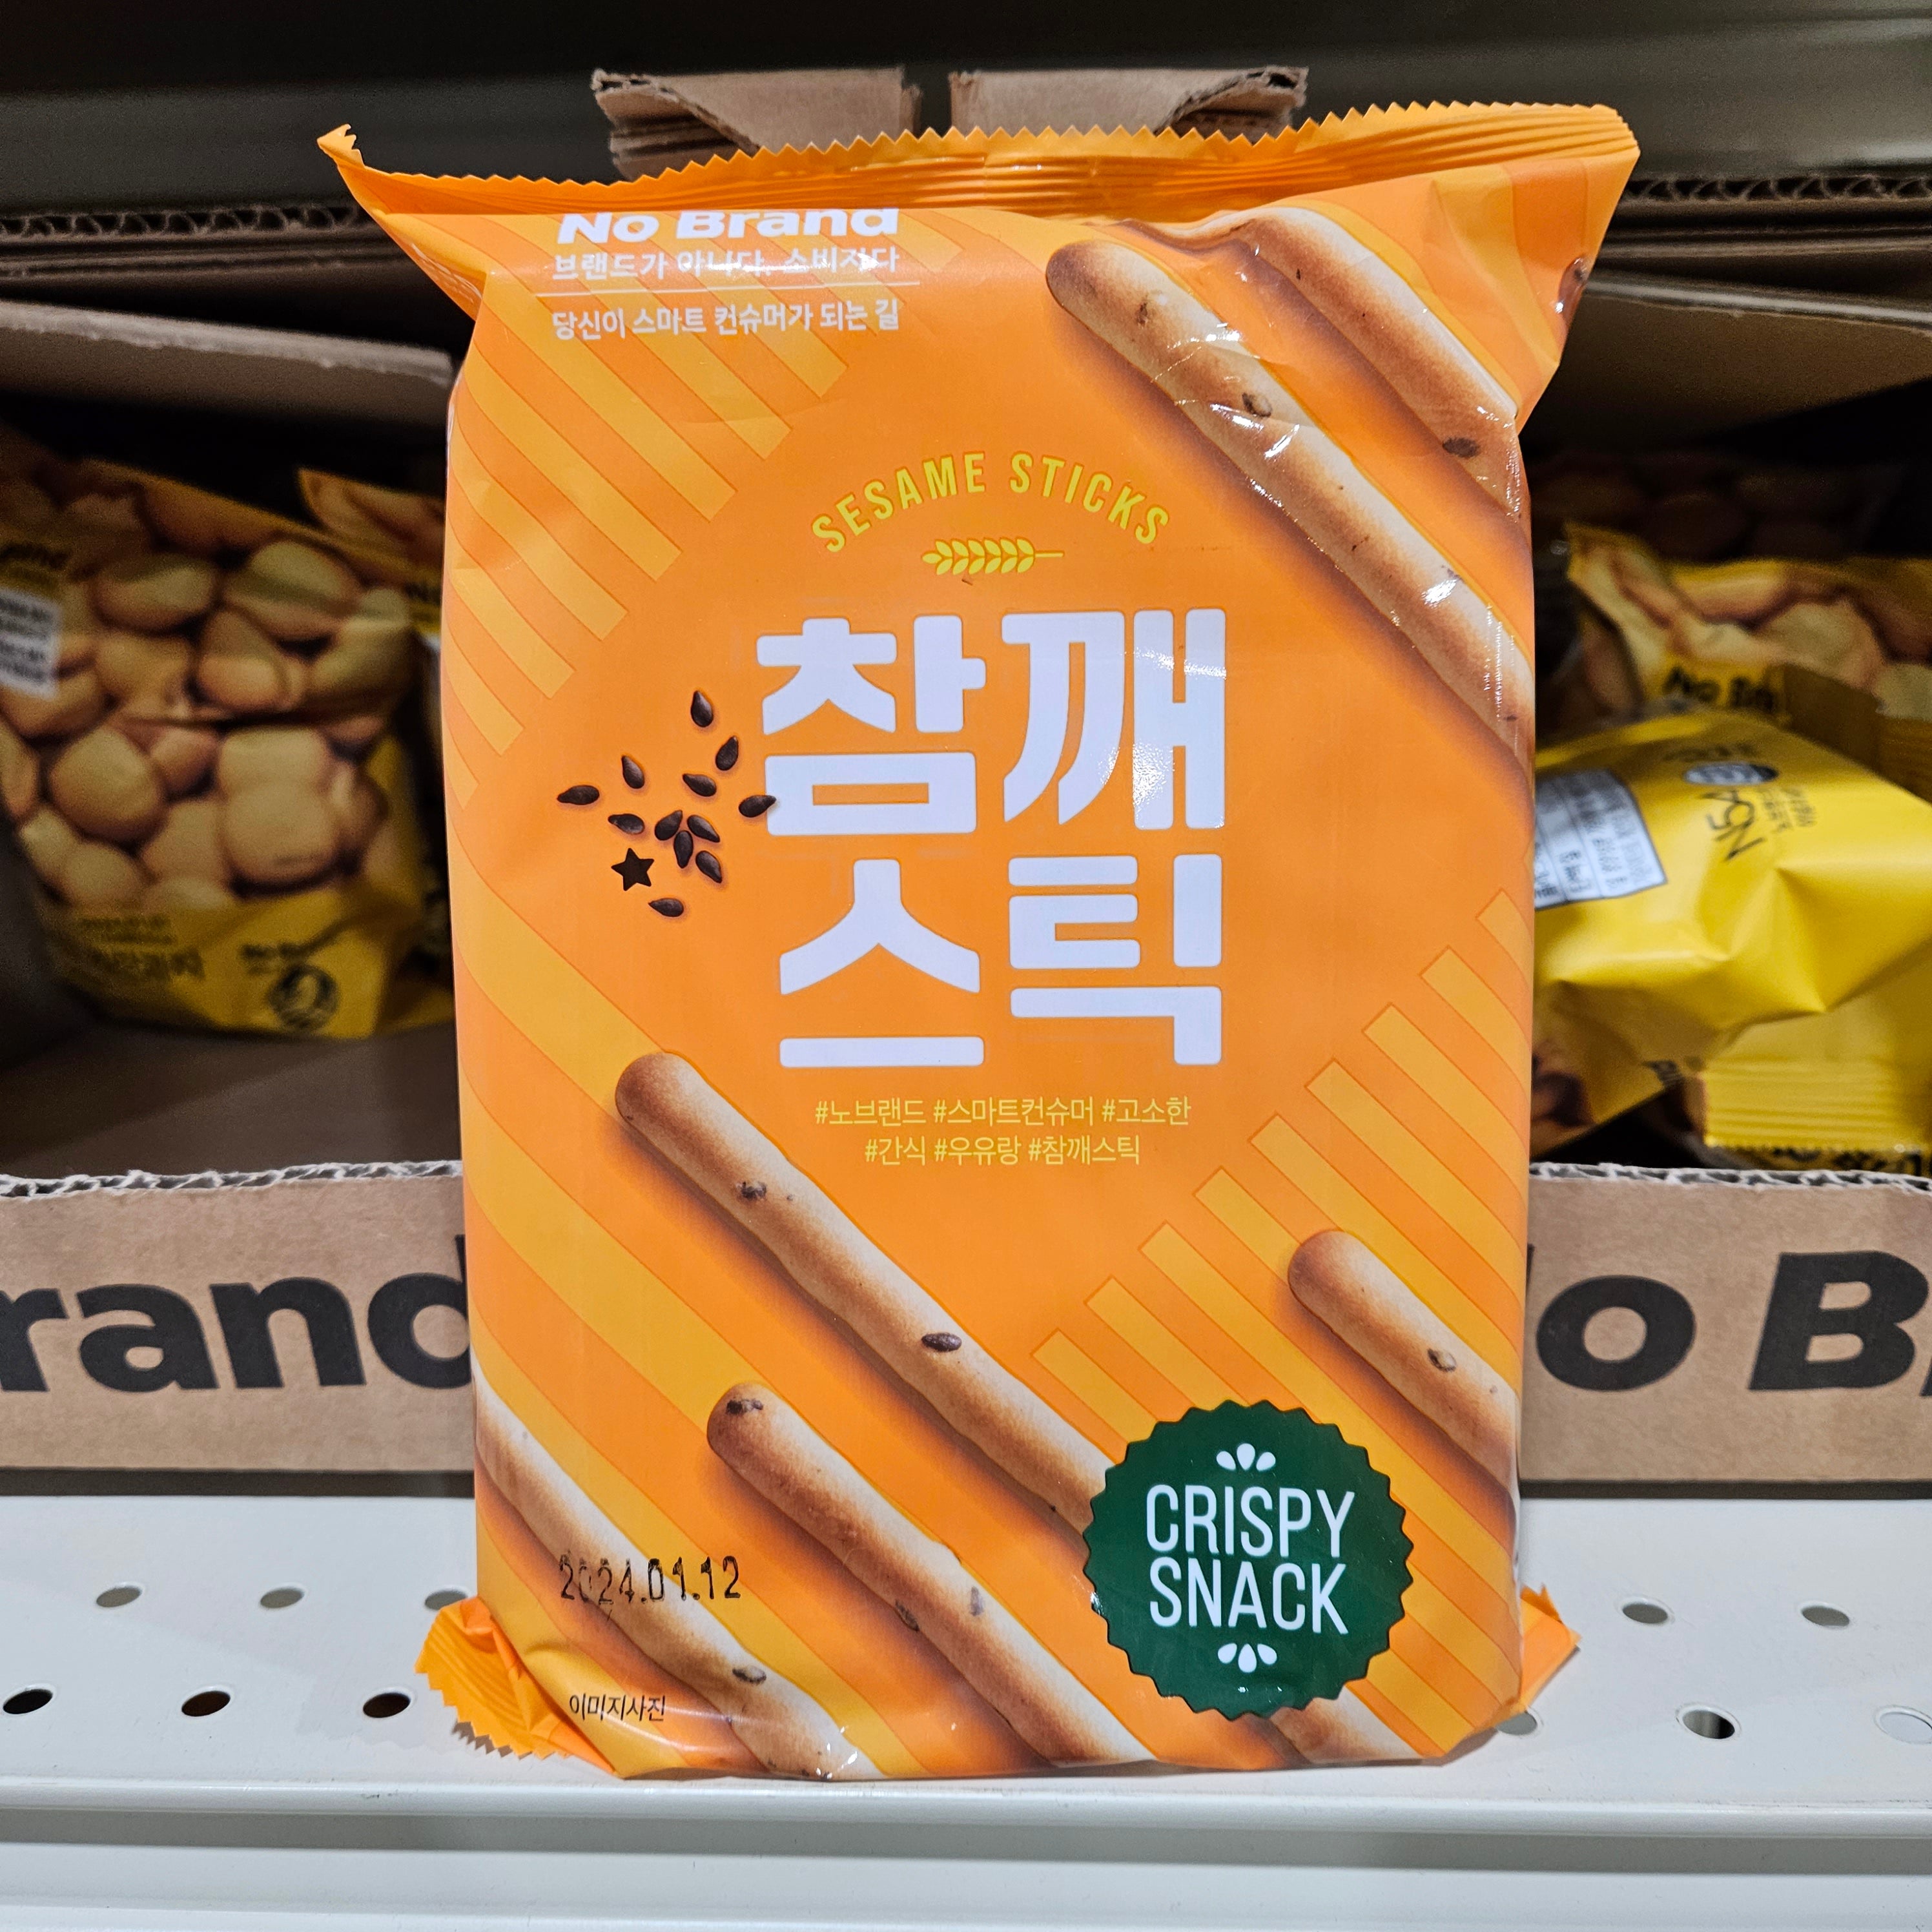 No Brand
브랜드가 아니다. 소비자다
당신이 스마트 컨슈머가 되는 길
SESAME STICKS
참깨
스틱
#노브랜드 #스마트컨슈머 #고소한
#간식 #우유랑 #참깨스틱
CRISPY
SNACK
2024.01.12
이미지사진